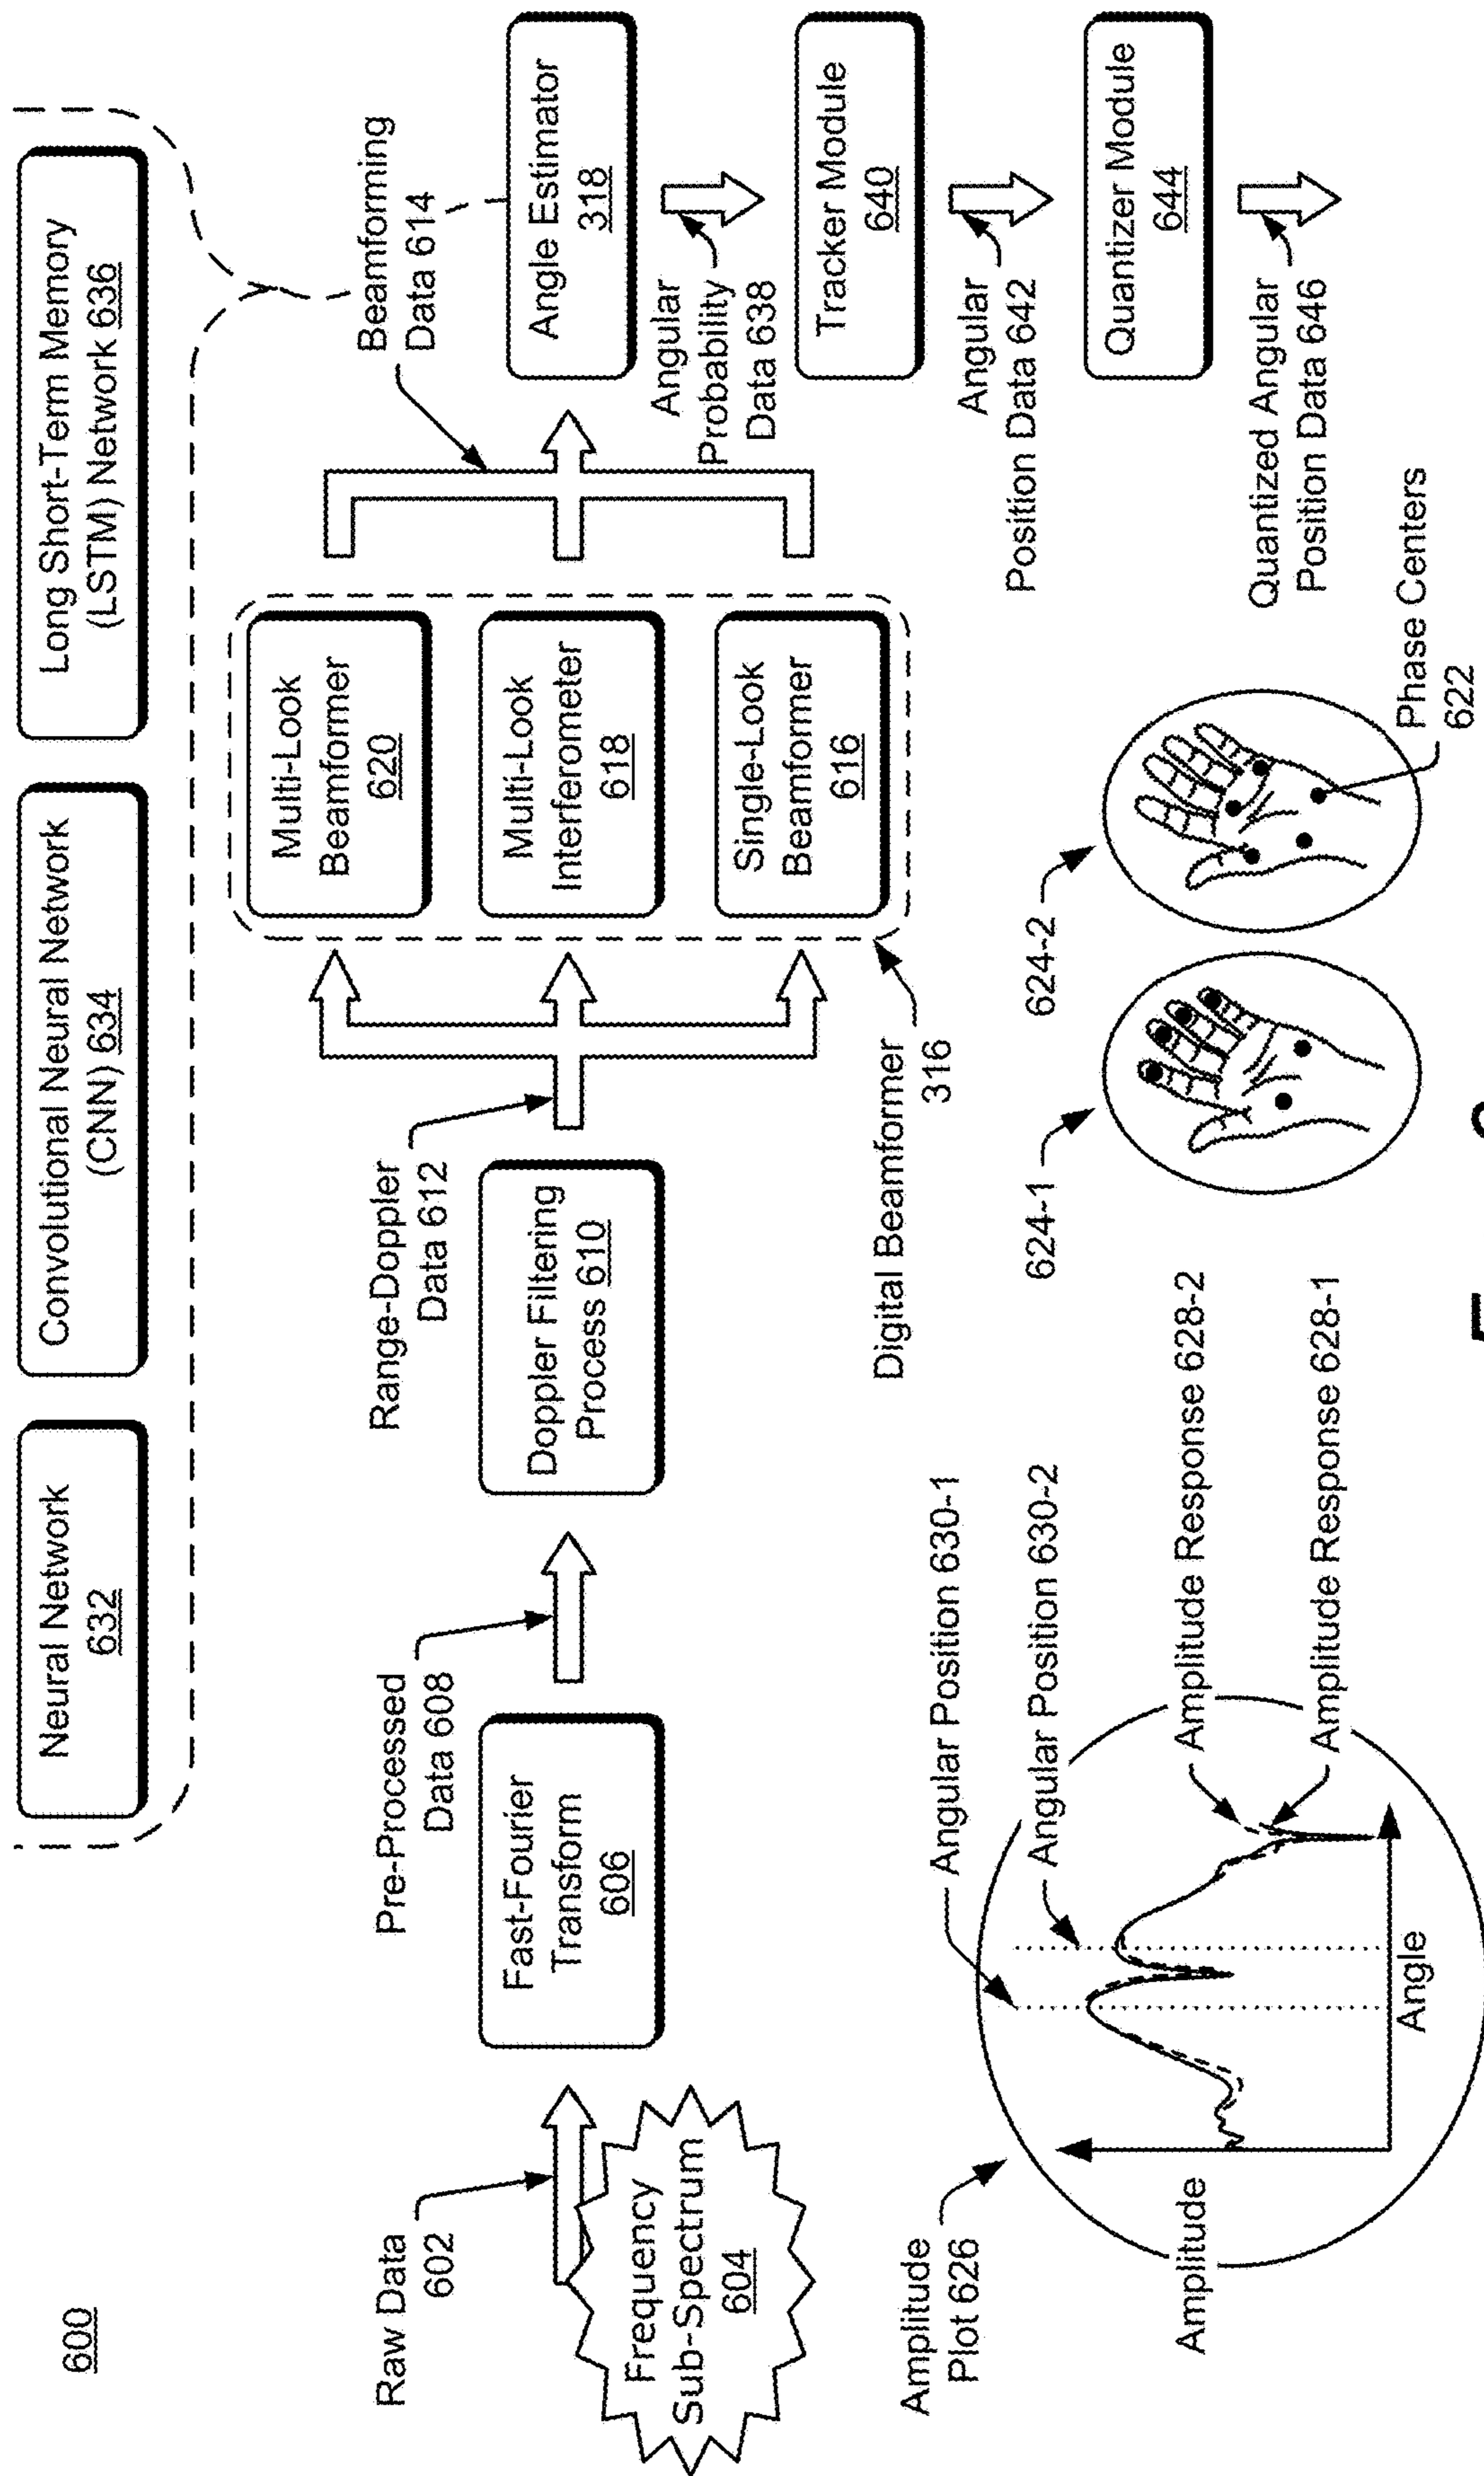 600
Neural Network
632
Convolutional Neural Network
(CNN) 634
Long Short-Term Memory
(LSTM) Network 636
Raw Data
602
Frequency
Sub-Spectrum
604
Fast-Fourier
Transform
606
Pre-Processed
Data 608
Doppler Filtering
Process 610
Range-Doppler
Data 612
Multi-Look
Beamformer
620
Multi-Look
Interferometer
618
Single-Look
Beamformer
616
Digital Beamformer
316
Beamforming
Data 614
Angle Estimator
318
Angular
Probability
Data 638
Tracker Module
640
Angular
Position Data 642
Quantizer Module
644
Quantized Angular
Position Data 646
Amplitude
Plot 626
Amplitude
Angle
Angular Position 630-1
Angular Position 630-2
Amplitude Response 628-2
Amplitude Response 628-1
624-1
624-2
Phase Centers
622